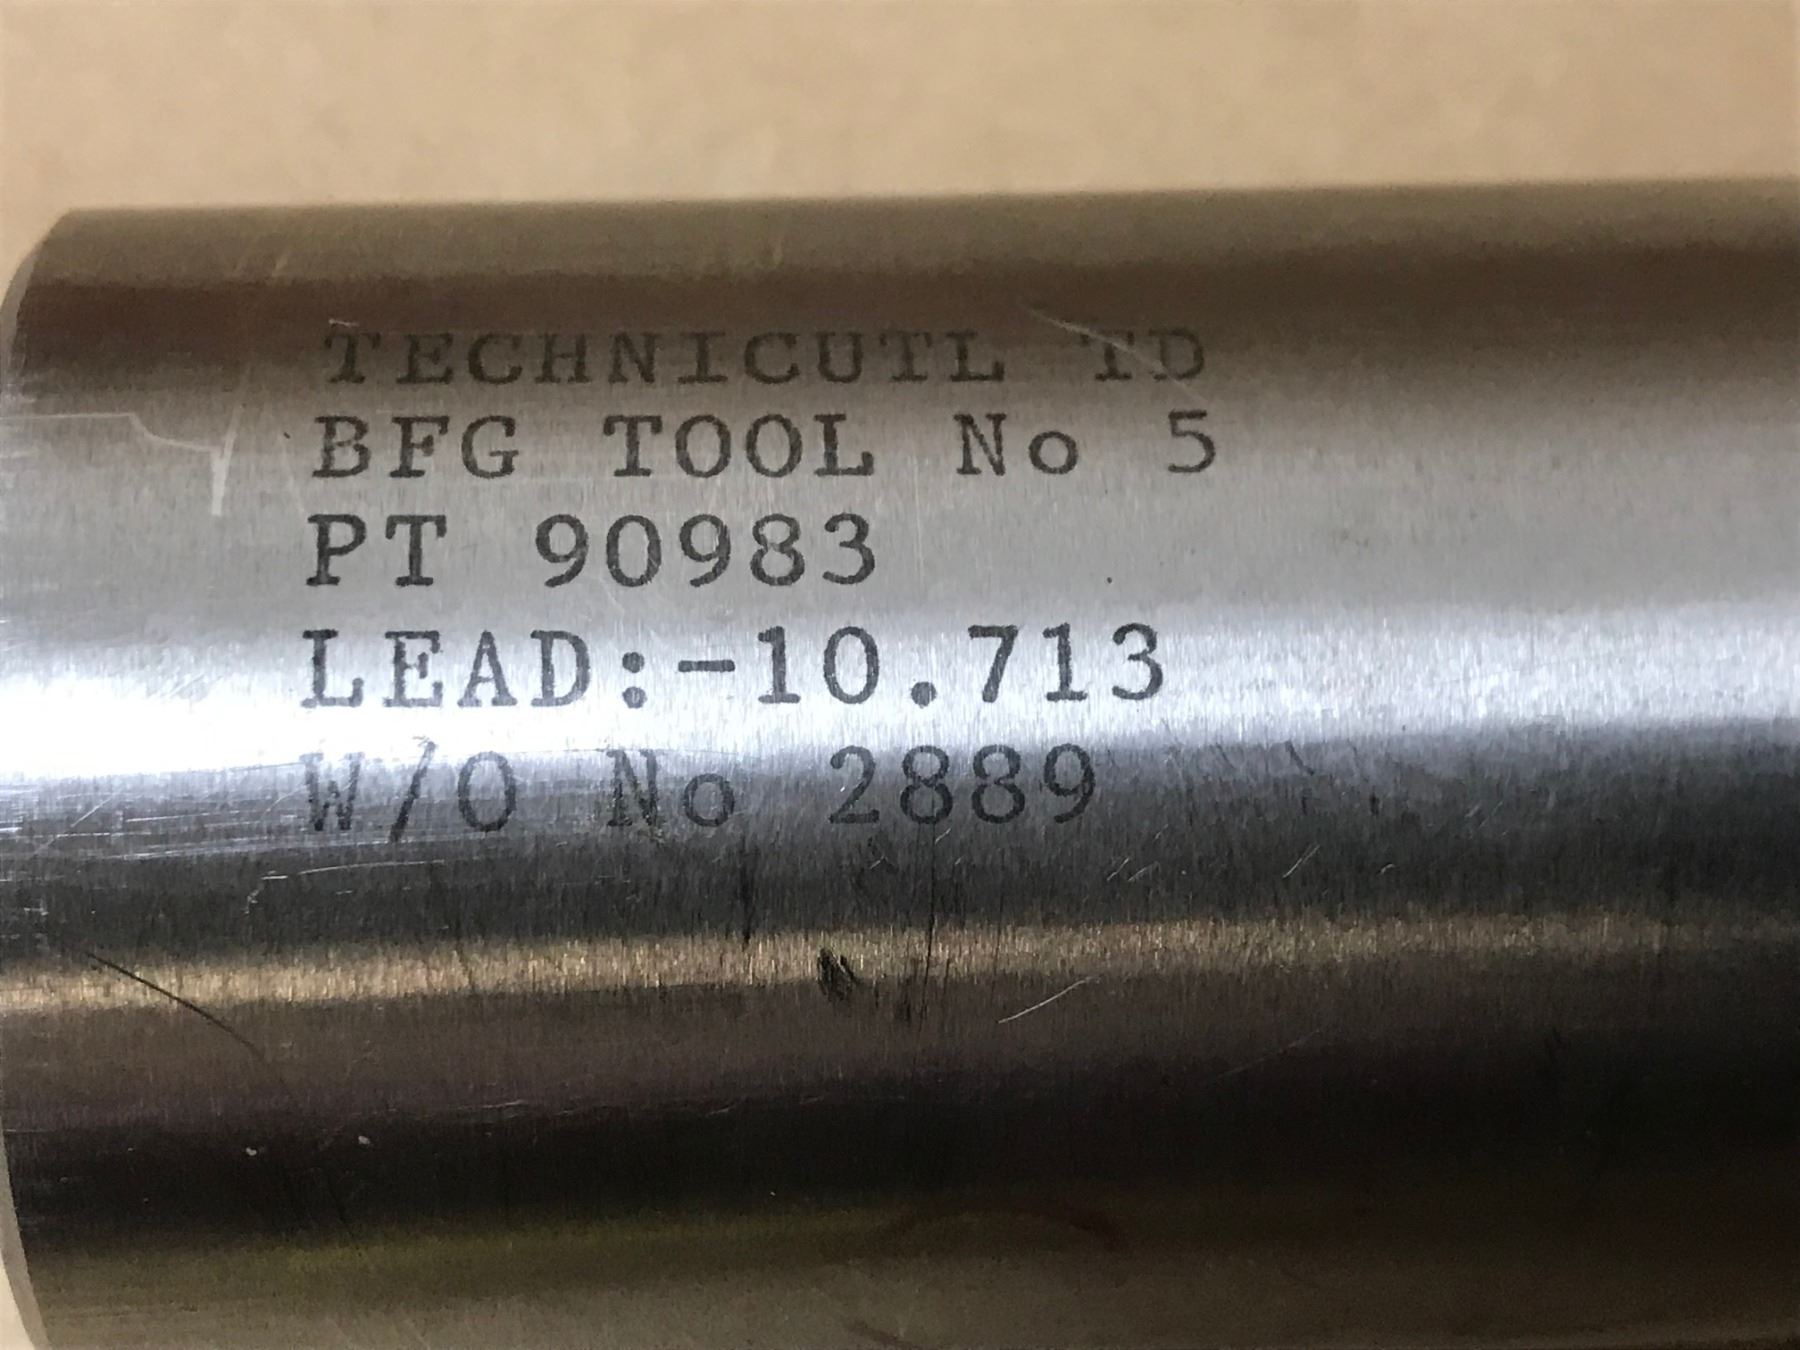 TECHNICUTL TD
BFG TOOL No 5
PT 90983
LEAD:-10.713
W/O No 2889